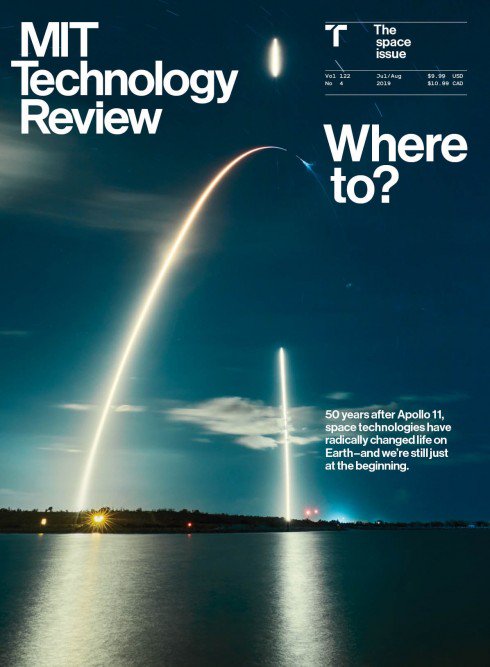 MIT
Technology
Review
The
space
issue
Vol 122
No 4
Jul/Aug
2019
$9.99 USD
$10.99 CAD
Where
to?
50 years after Apollo 11,
space technologies have
radically changed life on
Earth–and we're still just
at the beginning.